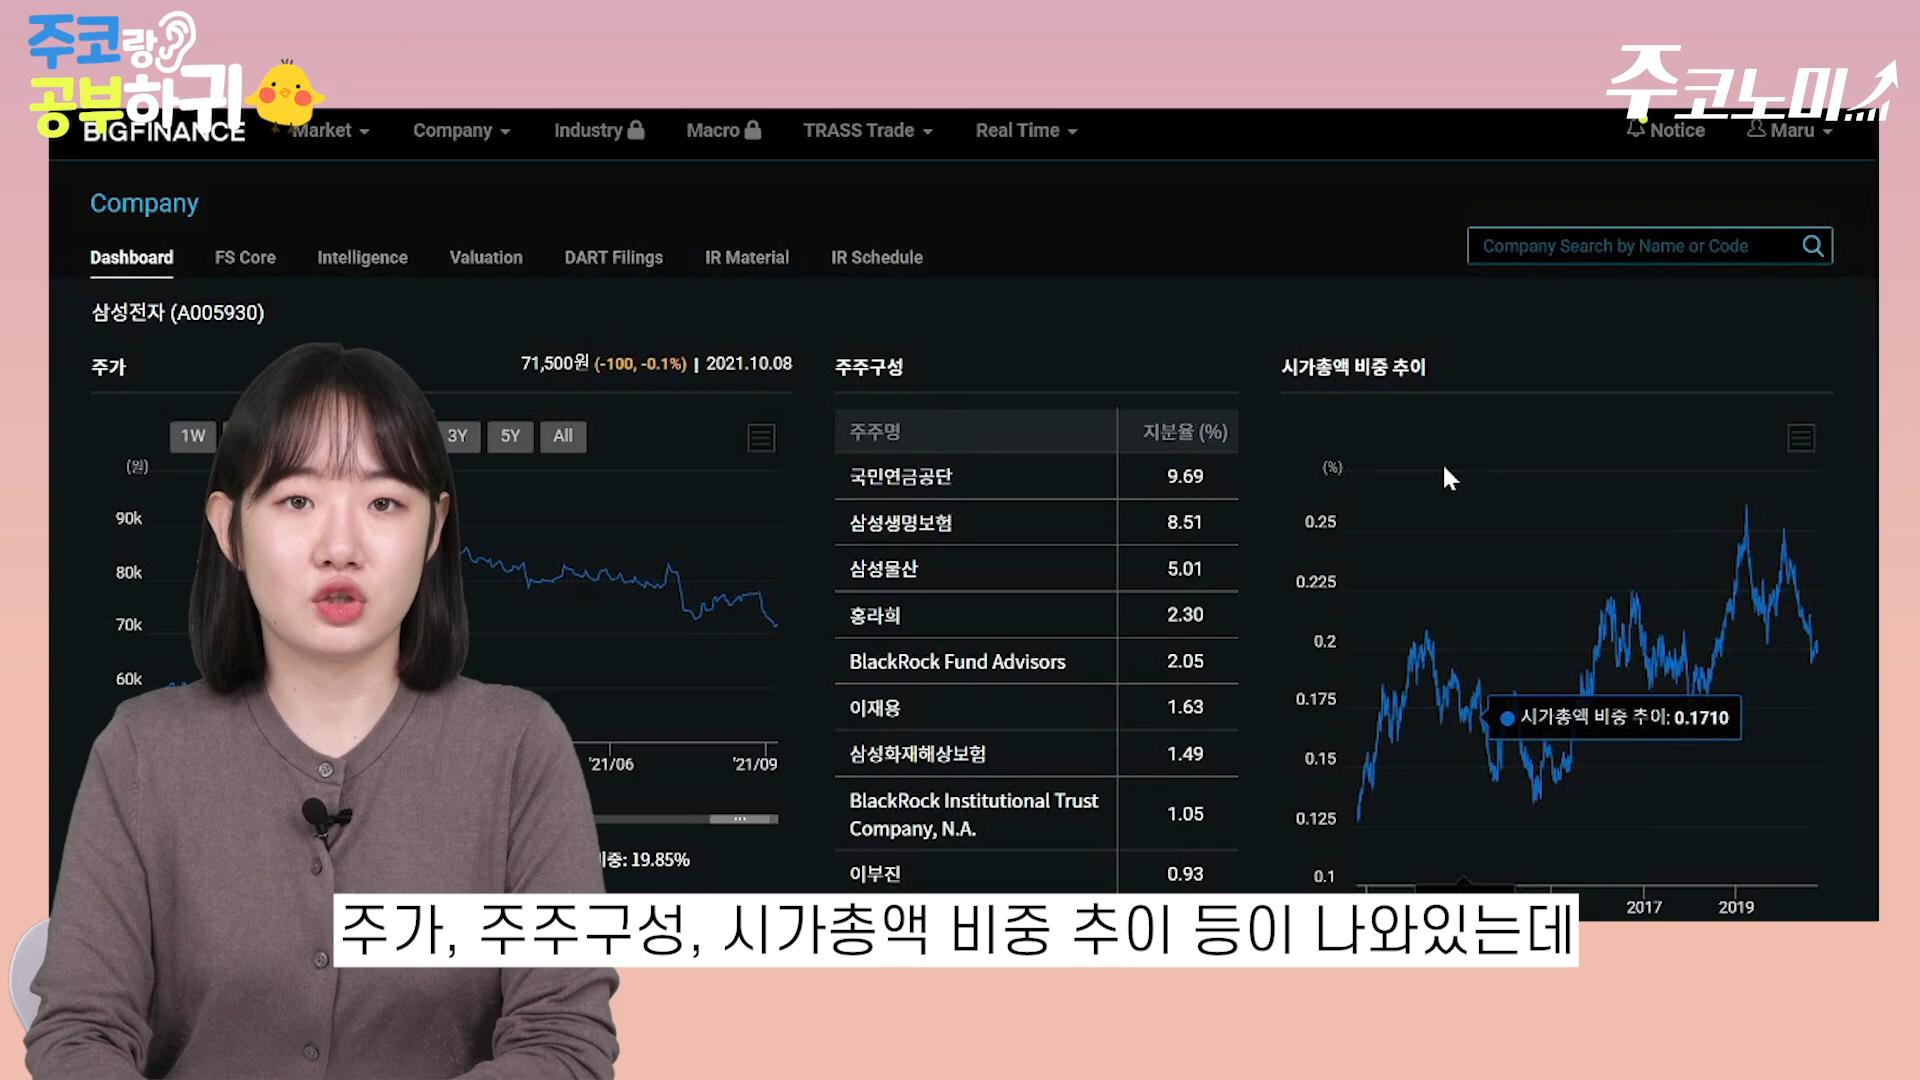 주코랑
공부하귀
주코노미
BIGFINANCE
Market
Company
Industry
Macro
TRASS Trade
Real Time
Notice
Maru
Company
Dashboard
FS Core
Intelligence
Valuation
DART Filings
IR Material
IR Schedule
Company Search by Name or Code
삼성전자 (A005930)
주가
71,500원 (-100, -0.1%) | 2021.10.08
1W
3Y
5Y
All
(원)
90k
80k
70k
60k
'21/06
'21/09
비중: 19.85%
주주구성
주주명 지분율 (%)
국민연금공단 9.69
삼성생명보험 8.51
삼성물산 5.01
홍라희 2.30
BlackRock Fund Advisors 2.05
이재용 1.63
삼성화재해상보험 1.49
BlackRock Institutional Trust
Company, N.A. 1.05
이부진 0.93
시가총액 비중 추이
(%)
0.25
0.225
0.2
0.175
0.15
0.125
0.1
시가총액 비중 추이: 0.1710
2017
2019
주가, 주주구성, 시가총액 비중 추이 등이 나와있는데